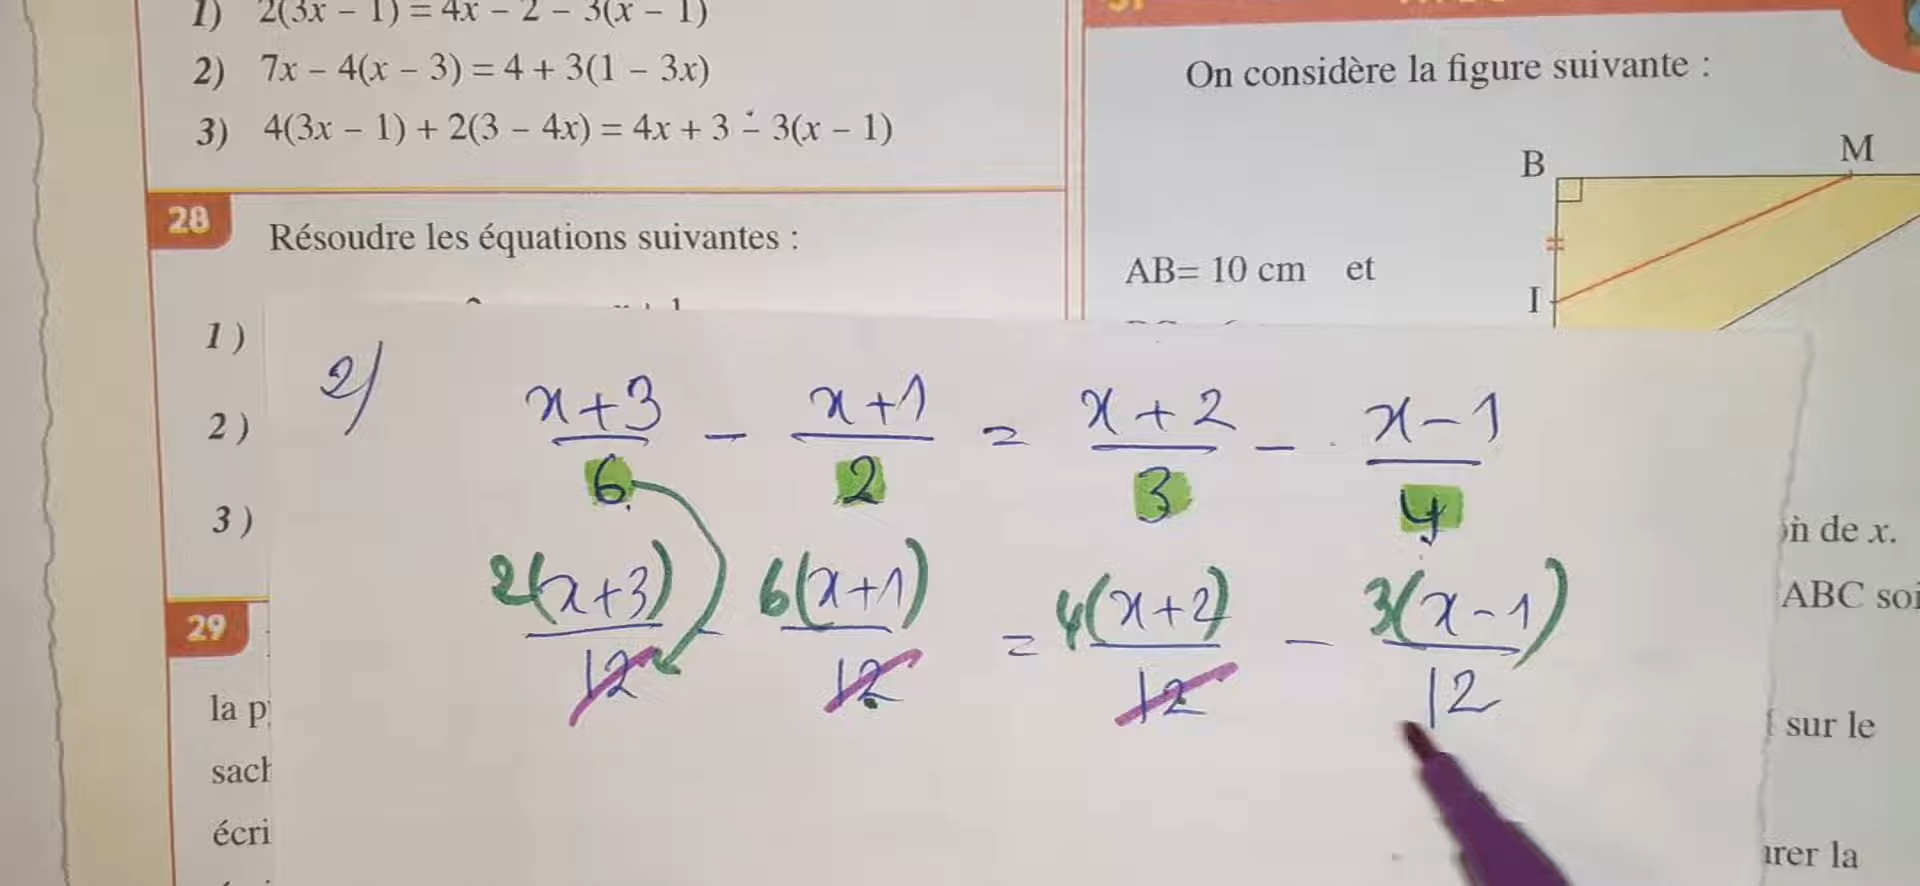 1) 2(3x − 1) = 4x − 2 − 3(x − 1)
2) 7x − 4(x − 3) = 4 + 3(1 − 3x)
3) 4(3x − 1) + 2(3 − 4x) = 4x + 3 − 3(x − 1)
28 Résoudre les équations suivantes :
1)
2)
3)
29
la p
sach
écri
On considère la figure suivante :
B M
AB= 10 cm et
I
2/ x+3/6 − x+1/2 = x+2/3 − x−1/4
2(x+3)/12 − 6(x+1)/12 = 4(x+2)/12 − 3(x−1)/12
de x.
ABC soi
sur le
urer la